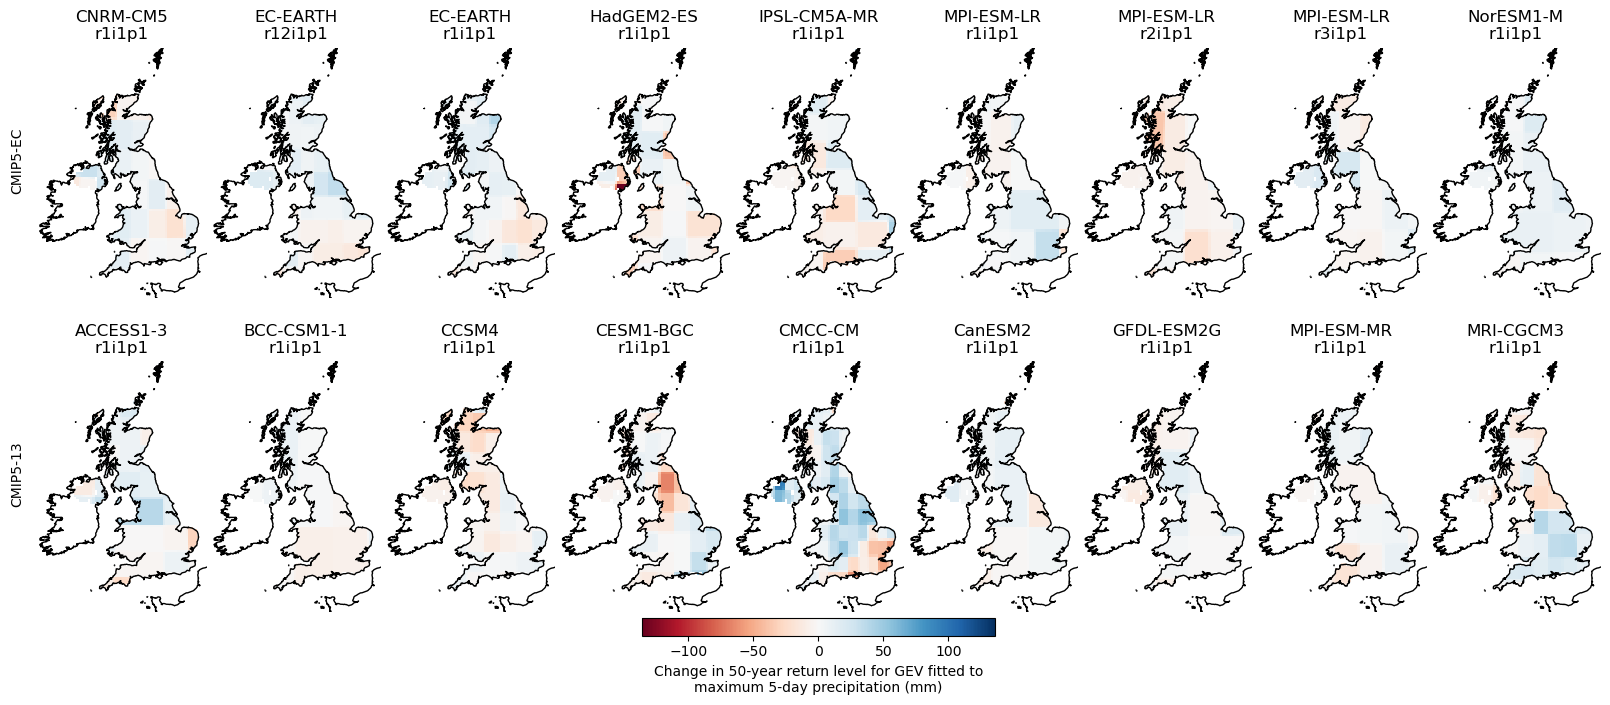 CNRM-CM5
r1i1p1
EC-EARTH
r12i1p1
EC-EARTH
r1i1p1
HadGEM2-ES
r1i1p1
IPSL-CM5A-MR
r1i1p1
MPI-ESM-LR
r1i1p1
MPI-ESM-LR
r2i1p1
MPI-ESM-LR
r3i1p1
NorESM1-M
r1i1p1
CMIP5-EC
ACCESS1-3
r1i1p1
BCC-CSM1-1
r1i1p1
CCSM4
r1i1p1
CESM1-BGC
r1i1p1
CMCC-CM
r1i1p1
CanESM2
r1i1p1
GFDL-ESM2G
r1i1p1
MPI-ESM-MR
r1i1p1
MRI-CGCM3
r1i1p1
CMIP5-13
−100 −50 0 50 100
Change in 50-year return level for GEV fitted to
maximum 5-day precipitation (mm)